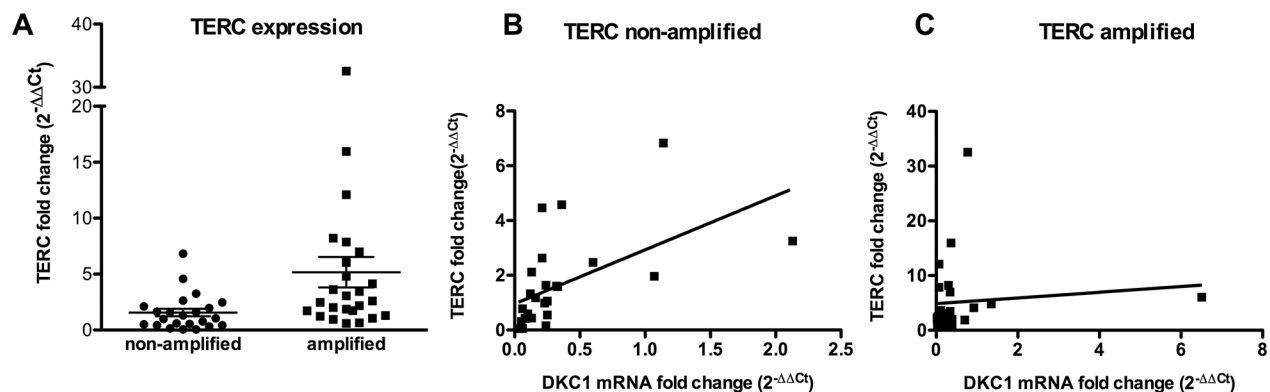 A
TERC expression
TERC fold change (2^-ΔΔCt)
40
30
20
15
10
5
0
non-amplified
amplified
B
TERC non-amplified
TERC fold change(2^-ΔΔCt)
8
6
4
2
0
0.0 0.5 1.0 1.5 2.0 2.5
DKC1 mRNA fold change (2^-ΔΔCt)
C
TERC amplified
TERC fold change (2^-ΔΔCt)
40
30
20
10
0
0 2 4 6 8
DKC1 mRNA fold change (2^-ΔΔCt)